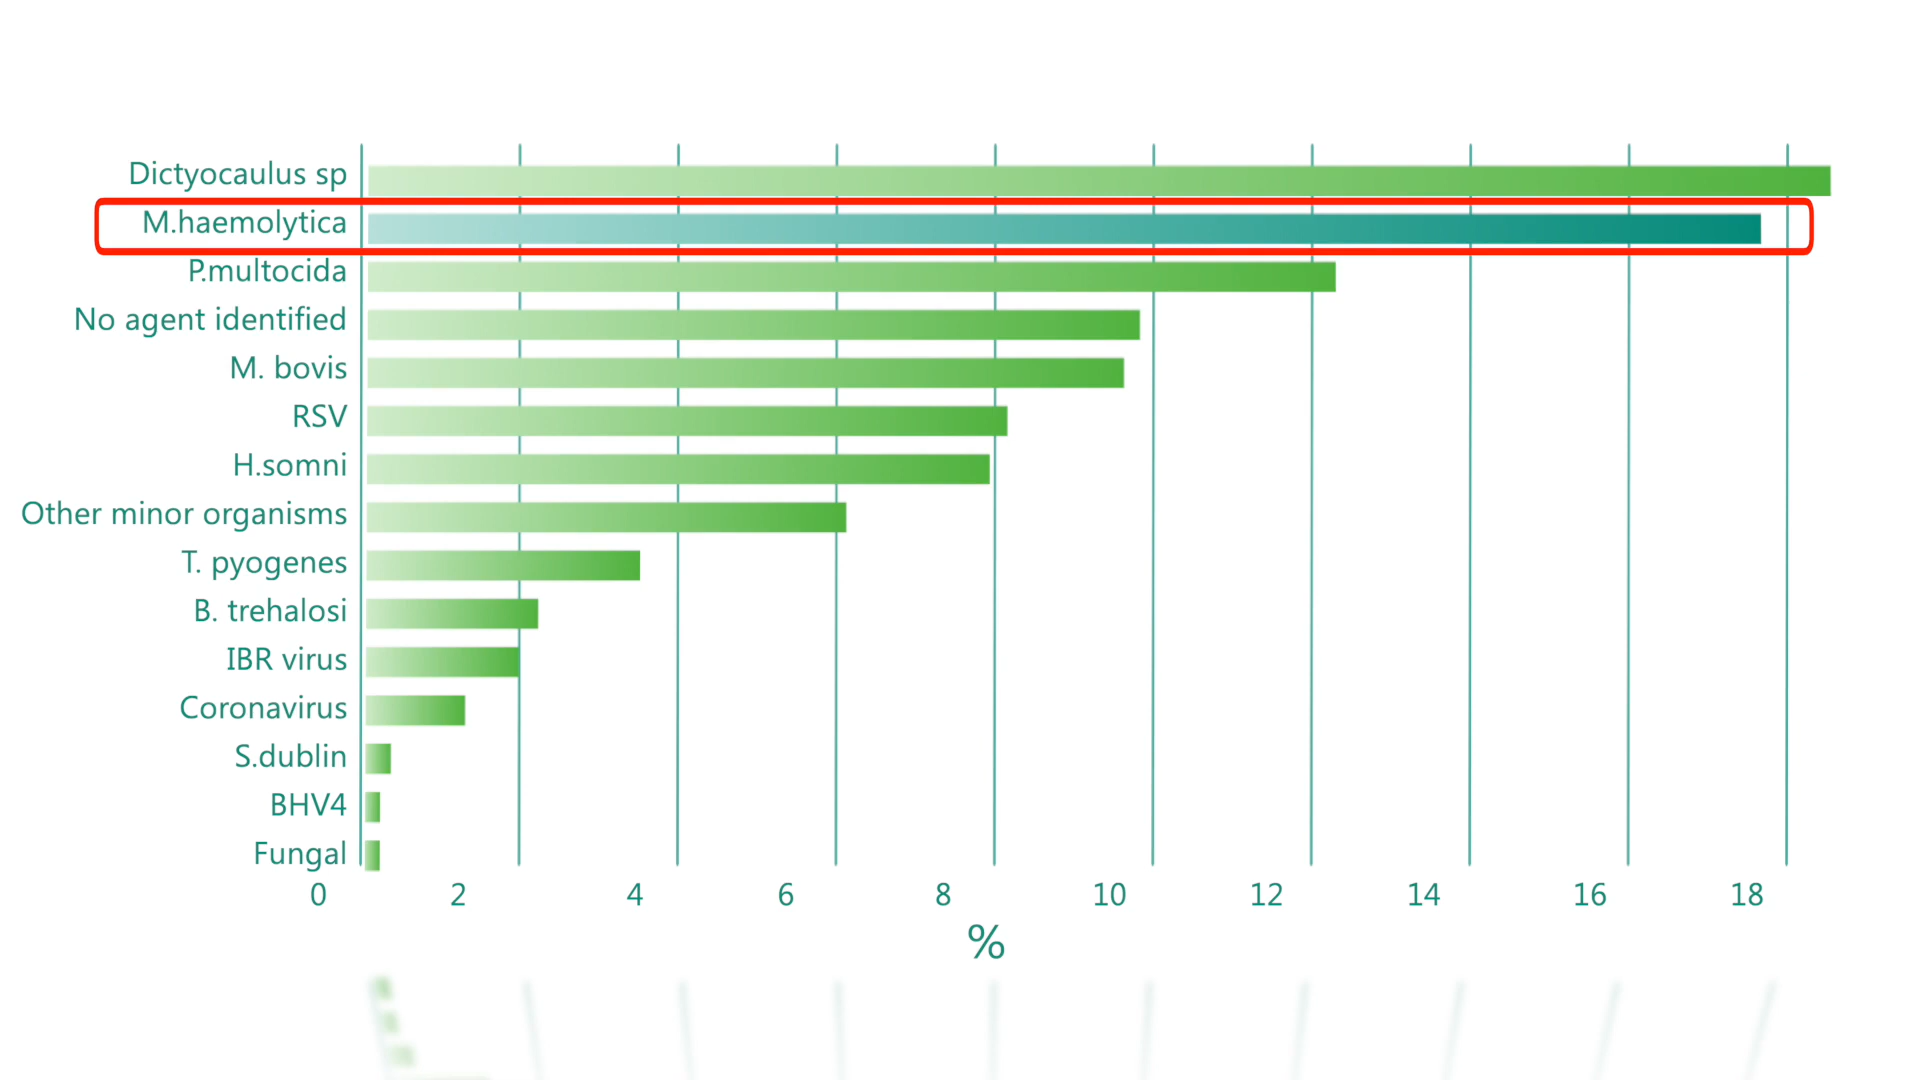 Dictyocaulus sp
M.haemolytica
P.multocida
No agent identified
M. bovis
RSV
H.somni
Other minor organisms
T. pyogenes
B. trehalosi
IBR virus
Coronavirus
S.dublin
BHV4
Fungal
0 2 4 6 8 10 12 14 16 18
%